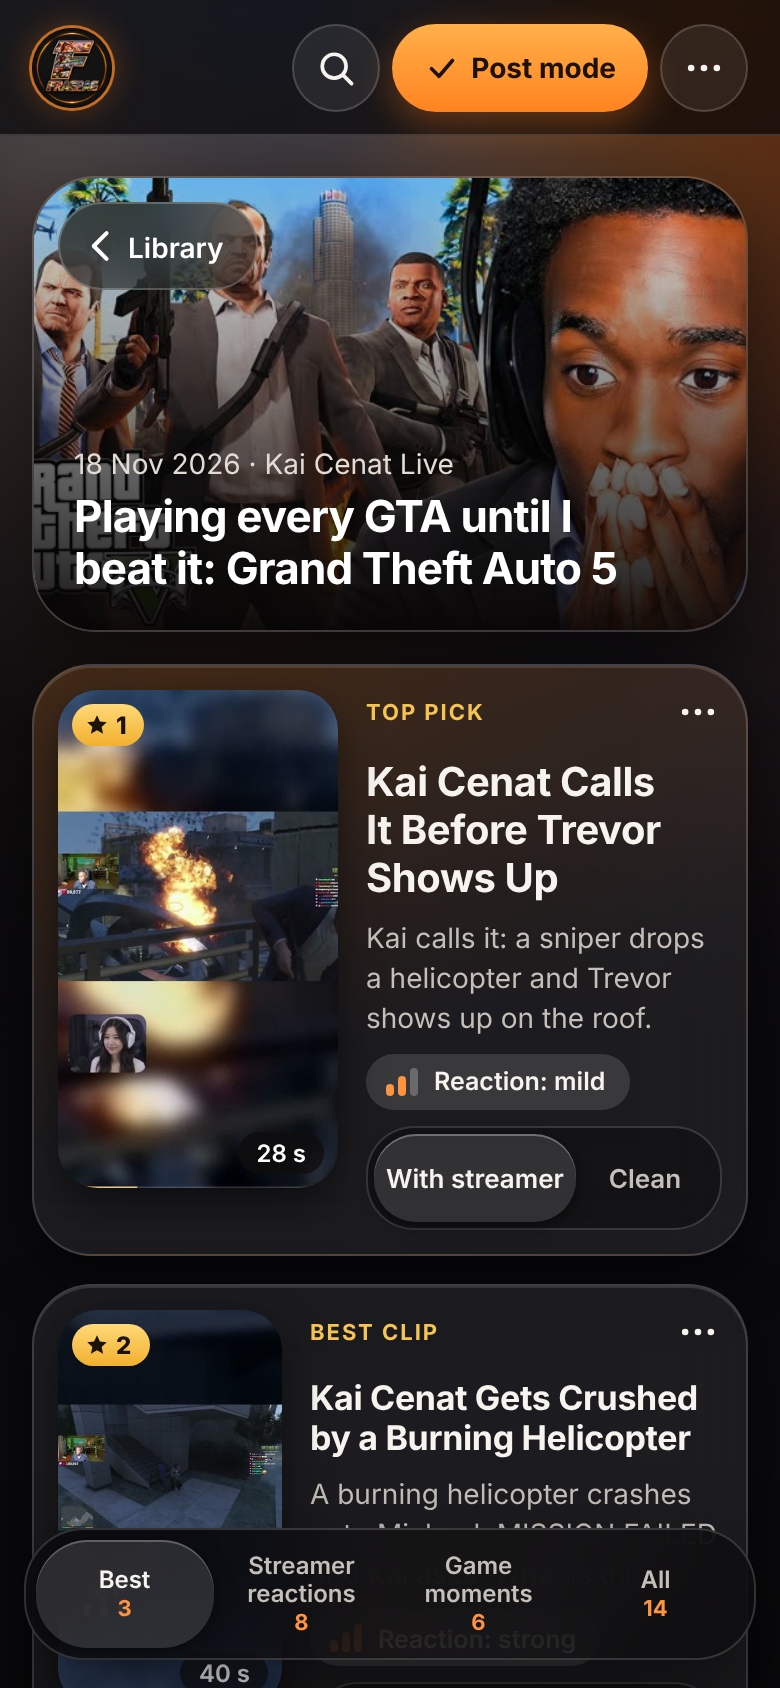 FRASEAS
Post mode
Library
18 Nov 2026 · Kai Cenat Live
Playing every GTA until I
beat it: Grand Theft Auto 5
1
TOP PICK
Kai Cenat Calls
It Before Trevor
Shows Up
Kai calls it: a sniper drops
a helicopter and Trevor
shows up on the roof.
Reaction: mild
28 s
With streamer
Clean
2
BEST CLIP
Kai Cenat Gets Crushed
by a Burning Helicopter
A burning helicopter crashes
MISSION FAILED
Best
3
Streamer
reactions
8
Game
moments
6
All
14
Reaction: strong
40 s